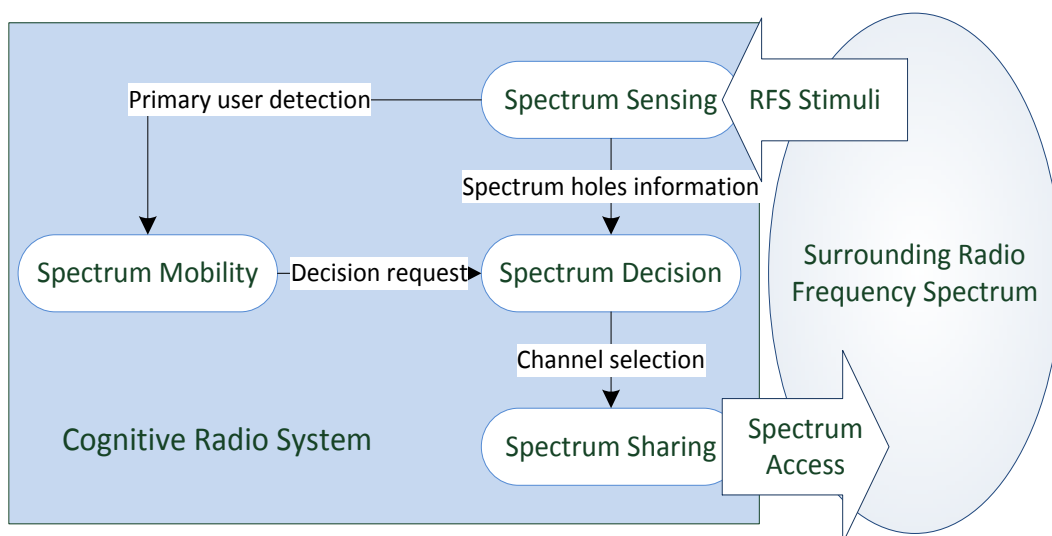 Primary user detection
Spectrum Sensing
RFS Stimuli
Spectrum holes information
Spectrum Mobility
Decision request
Spectrum Decision
Surrounding Radio
Frequency Spectrum
Channel selection
Cognitive Radio System
Spectrum Sharing
Spectrum
Access